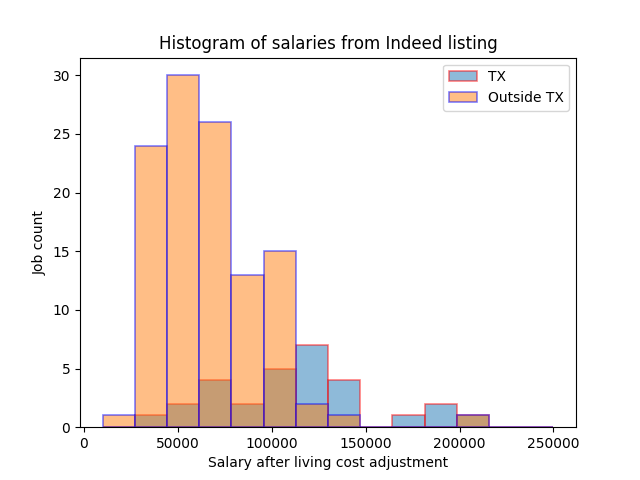 Histogram of salaries from Indeed listing
TX
Outside TX
30
25
20
15
10
5
0
Job count
0 50000 100000 150000 200000 250000
Salary after living cost adjustment